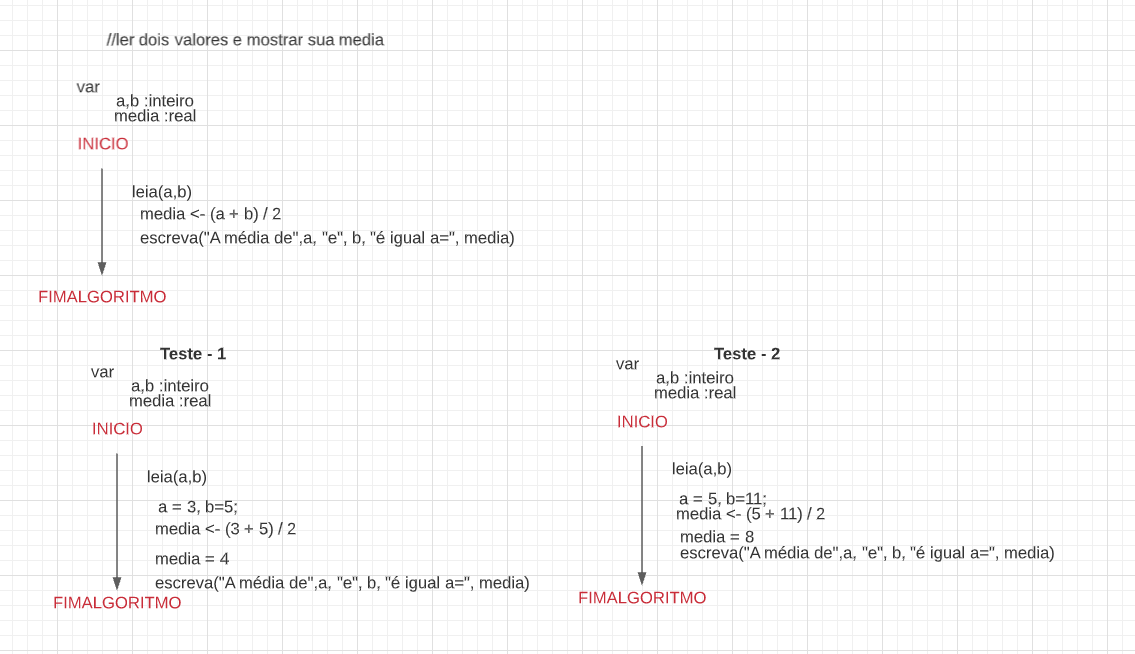 //ler dois valores e mostrar sua media
var
a,b :inteiro
media :real
INICIO
leia(a,b)
media <- (a + b) / 2
escreva("A média de",a, "e", b, "é igual a=", media)
FIMALGORITMO
Teste - 1
var
a,b :inteiro
media :real
INICIO
leia(a,b)
a = 3, b=5;
media <- (3 + 5) / 2
media = 4
escreva("A média de",a, "e", b, "é igual a=", media)
FIMALGORITMO
Teste - 2
var
a,b :inteiro
media :real
INICIO
leia(a,b)
a = 5, b=11;
media <- (5 + 11) / 2
media = 8
escreva("A média de",a, "e", b, "é igual a=", media)
FIMALGORITMO